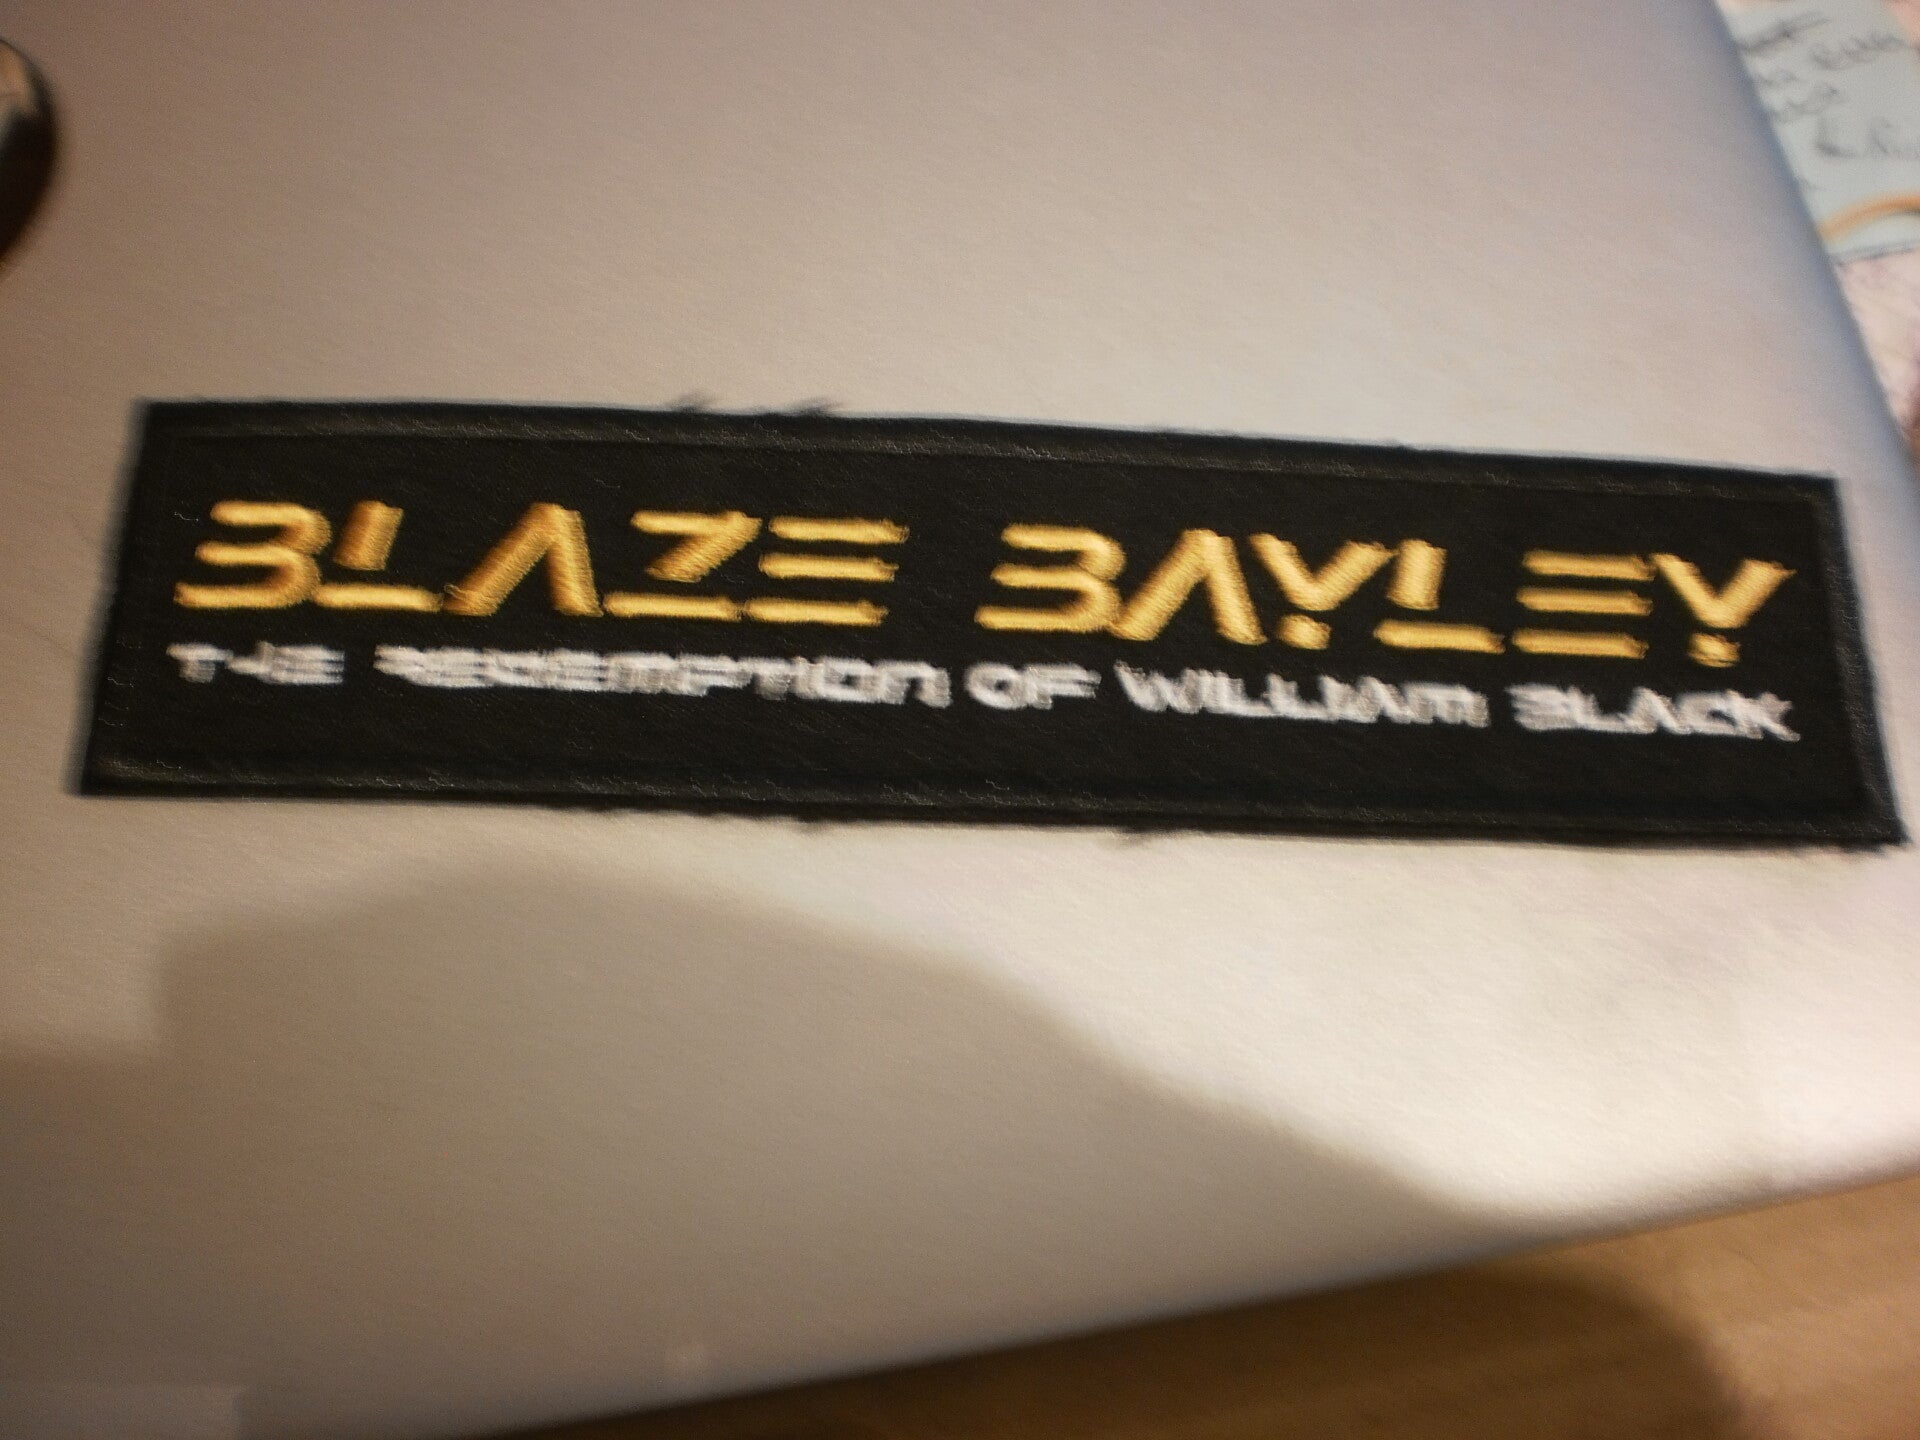 BLAZE BAYLEY
THE REDEMPTION OF WILLIAM BLACK